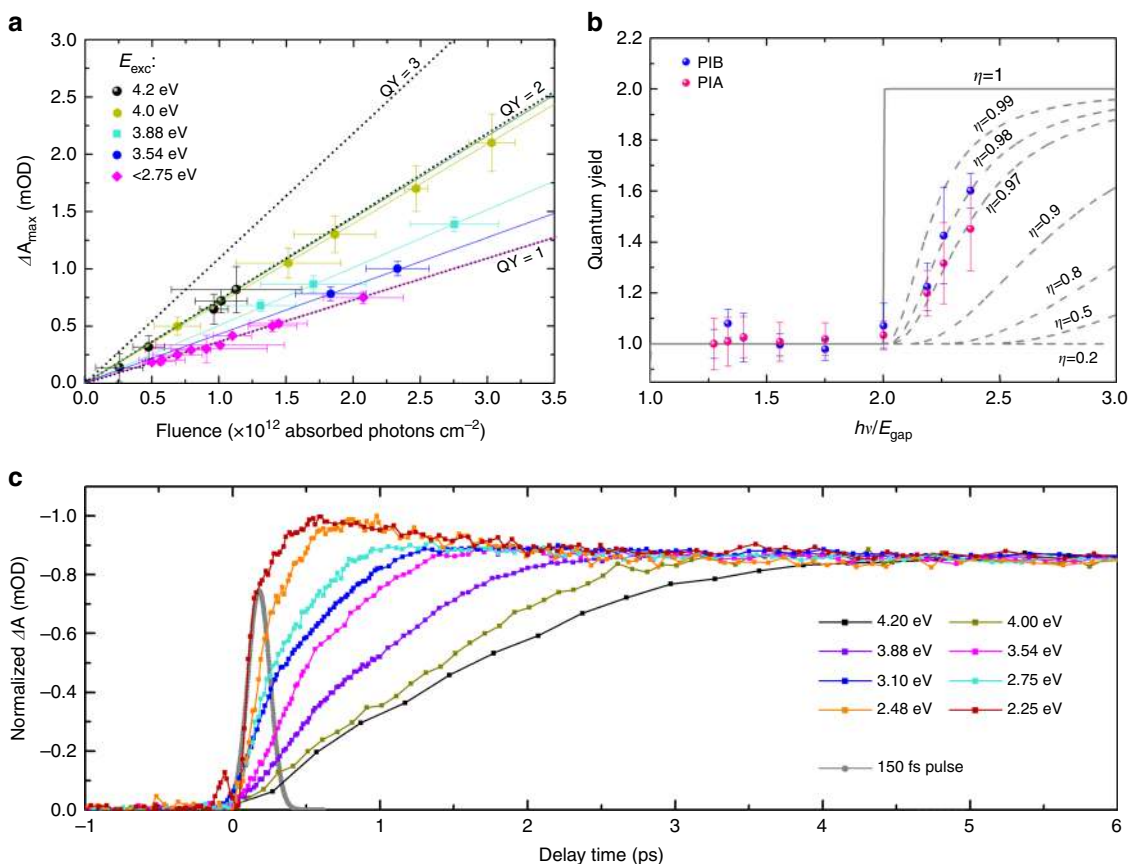 a
3.0
2.5
2.0
1.5
1.0
0.5
0.0
ΔA_max (mOD)
E_exc:
4.2 eV
4.0 eV
3.88 eV
3.54 eV
<2.75 eV
QY = 3
QY = 2
QY = 1
0.0 0.5 1.0 1.5 2.0 2.5 3.0 3.5
Fluence (×10^12 absorbed photons cm^−2)
b
2.2
2.0
1.8
1.6
1.4
1.2
1.0
Quantum yield
PIB
PIA
η=1
η=0.99
η=0.98
η=0.97
η=0.9
η=0.8
η=0.5
η=0.2
1.0 1.5 2.0 2.5 3.0
hν/E_gap
c
−1.0
−0.8
−0.6
−0.4
−0.2
0.0
Normalized ΔA (mOD)
4.20 eV 4.00 eV
3.88 eV 3.54 eV
3.10 eV 2.75 eV
2.48 eV 2.25 eV
150 fs pulse
−1 0 1 2 3 4 5 6
Delay time (ps)